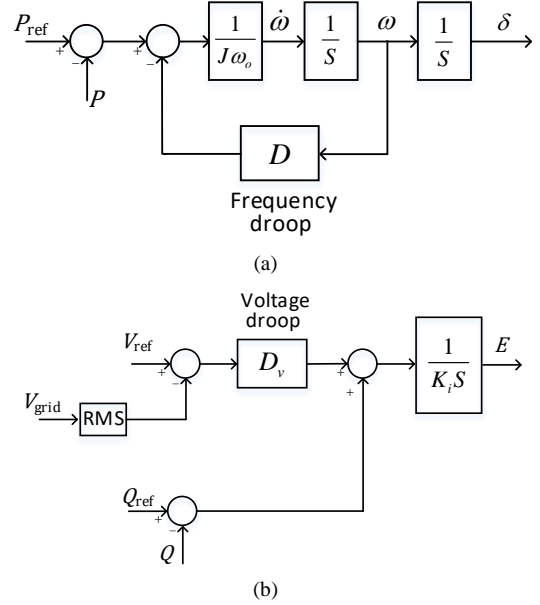 P_ref + − P + − 1/(Jω_o) ω̇ 1/S ω 1/S δ
D
Frequency
droop
(a)
Voltage
droop
V_ref + − D_v + + 1/(K_i S) E
V_grid RMS
Q_ref + − Q
(b)